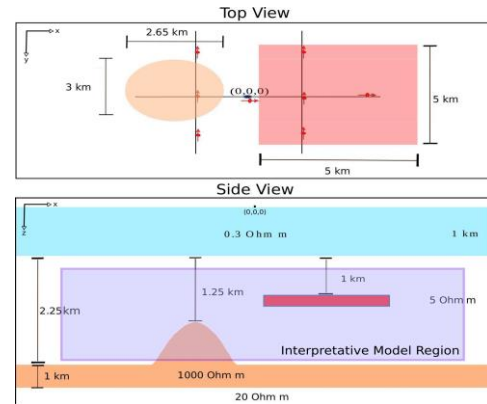 Top View
x
y
2.65 km
3 km
(0,0,0)
5 km
5 km
Side View
x
z
(0,0,0)
0.3 Ohm m
1 km
1 km
1.25 km
2.25km
5 Ohm m
Interpretative Model Region
1 km
1000 Ohm m
20 Ohm m